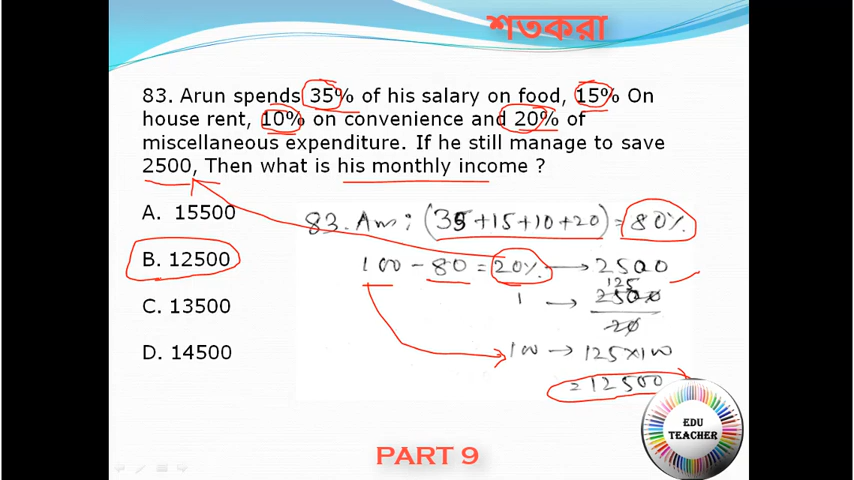 শতকরা
83. Arun spends 35% of his salary on food, 15% On
house rent, 10% on convenience and 20% of
miscellaneous expenditure. If he still manage to save
2500, Then what is his monthly income ?
A. 15500
B. 12500
C. 13500
D. 14500
83. Ans: (35+15+10+20) = 80%
100 - 80 = 20% → 2500
125
1 → 2500
20
100 → 125×100
= 12500
EDU
TEACHER
PART 9